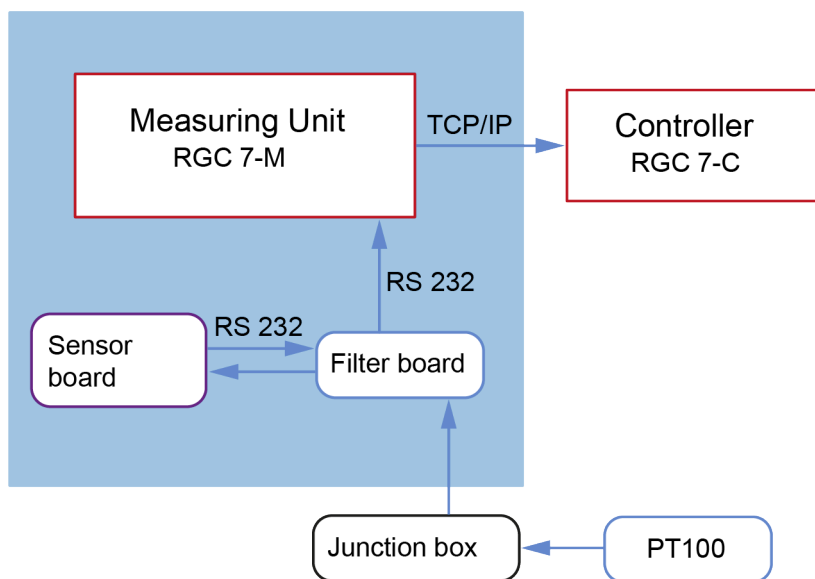 Measuring Unit
RGC 7-M
TCP/IP
Controller
RGC 7-C
RS 232
RS 232
Sensor
board
Filter board
Junction box
PT100